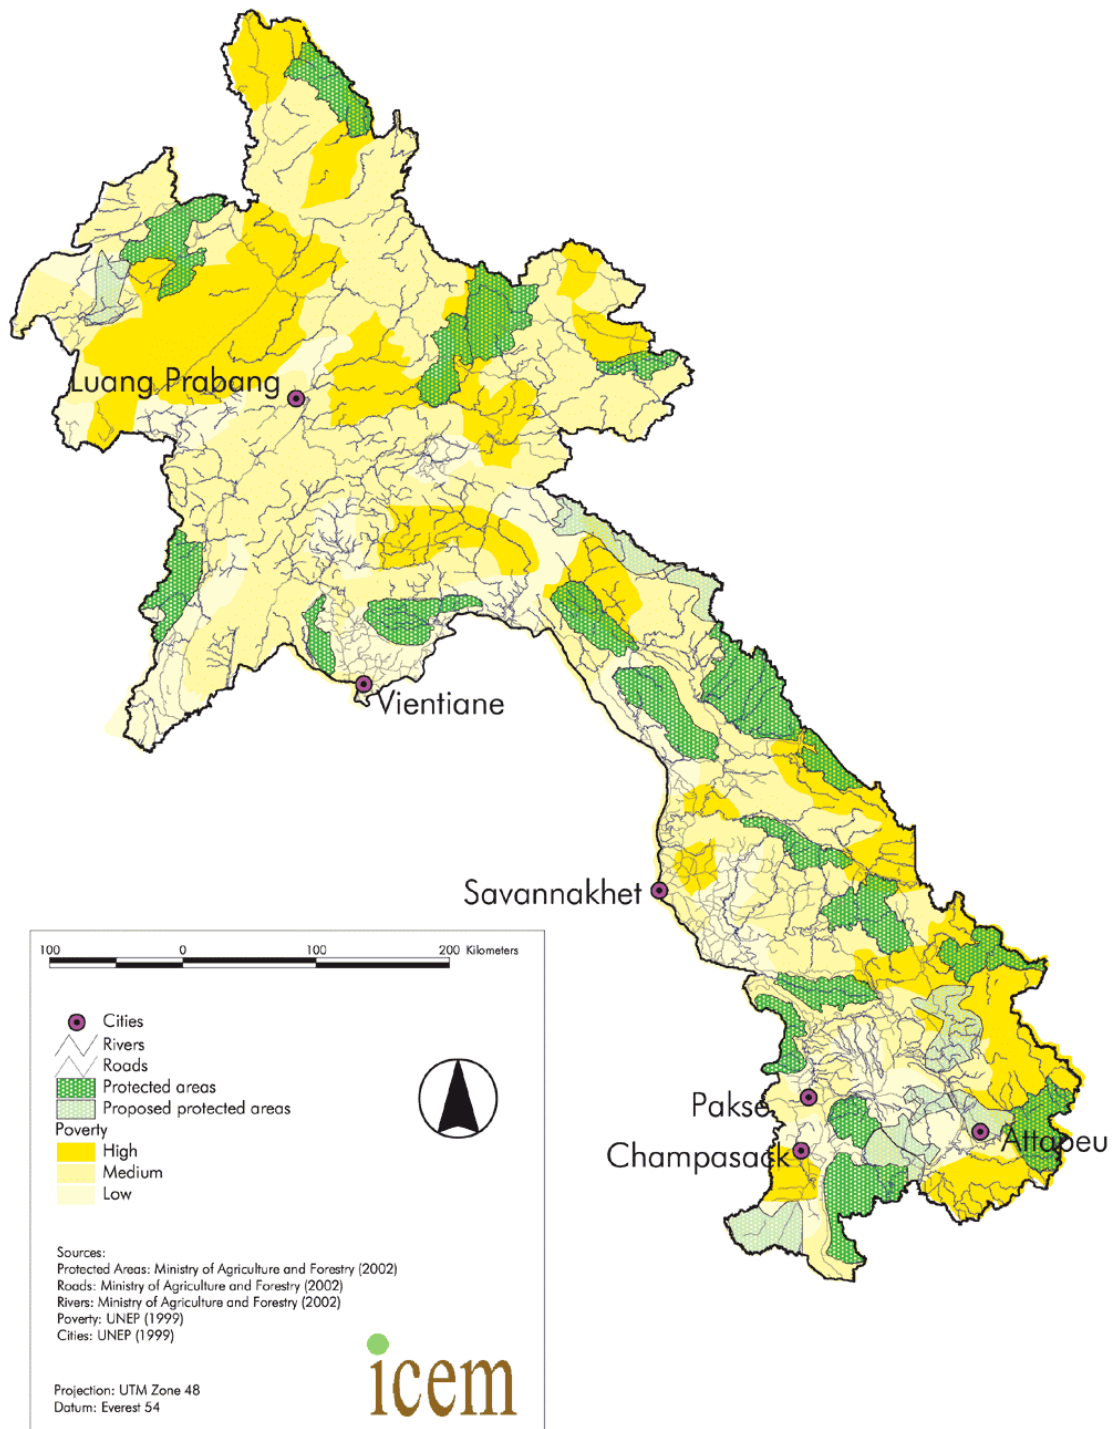 Luang Prabang
Vientiane
Savannakhet
Pakse
Champasack
Attapeu
100 0 100 200 Kilometers
Cities
Rivers
Roads
Protected areas
Proposed protected areas
Poverty
High
Medium
Low
Sources:
Protected Areas: Ministry of Agriculture and Forestry (2002)
Roads: Ministry of Agriculture and Forestry (2002)
Rivers: Ministry of Agriculture and Forestry (2002)
Poverty: UNEP (1999)
Cities: UNEP (1999)
Projection: UTM Zone 48
Datum: Everest 54
icem